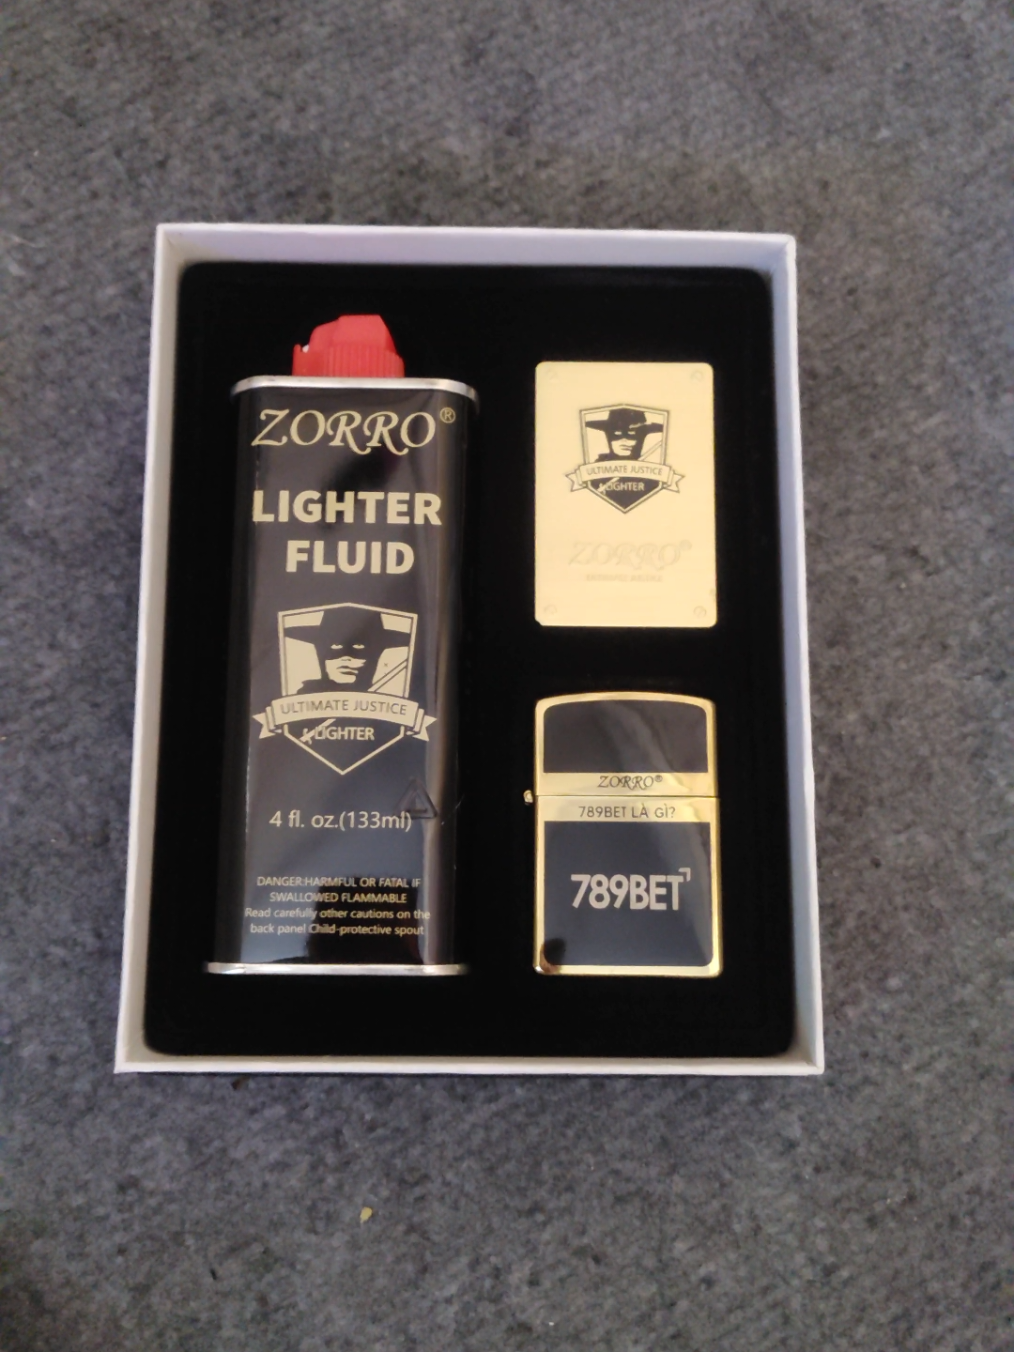 ZORRO®
LIGHTER
FLUID
ULTIMATE JUSTICE
LIGHTER
4 fl. oz.(133ml)
DANGER:HARMFUL OR FATAL IF
SWALLOWED FLAMMABLE
Read carefully other cautions on the
back panel Child-protective spout
ULTIMATE JUSTICE
LIGHTER
ZORRO®
ZORRO®
789BET LÀ GÌ?
789BET